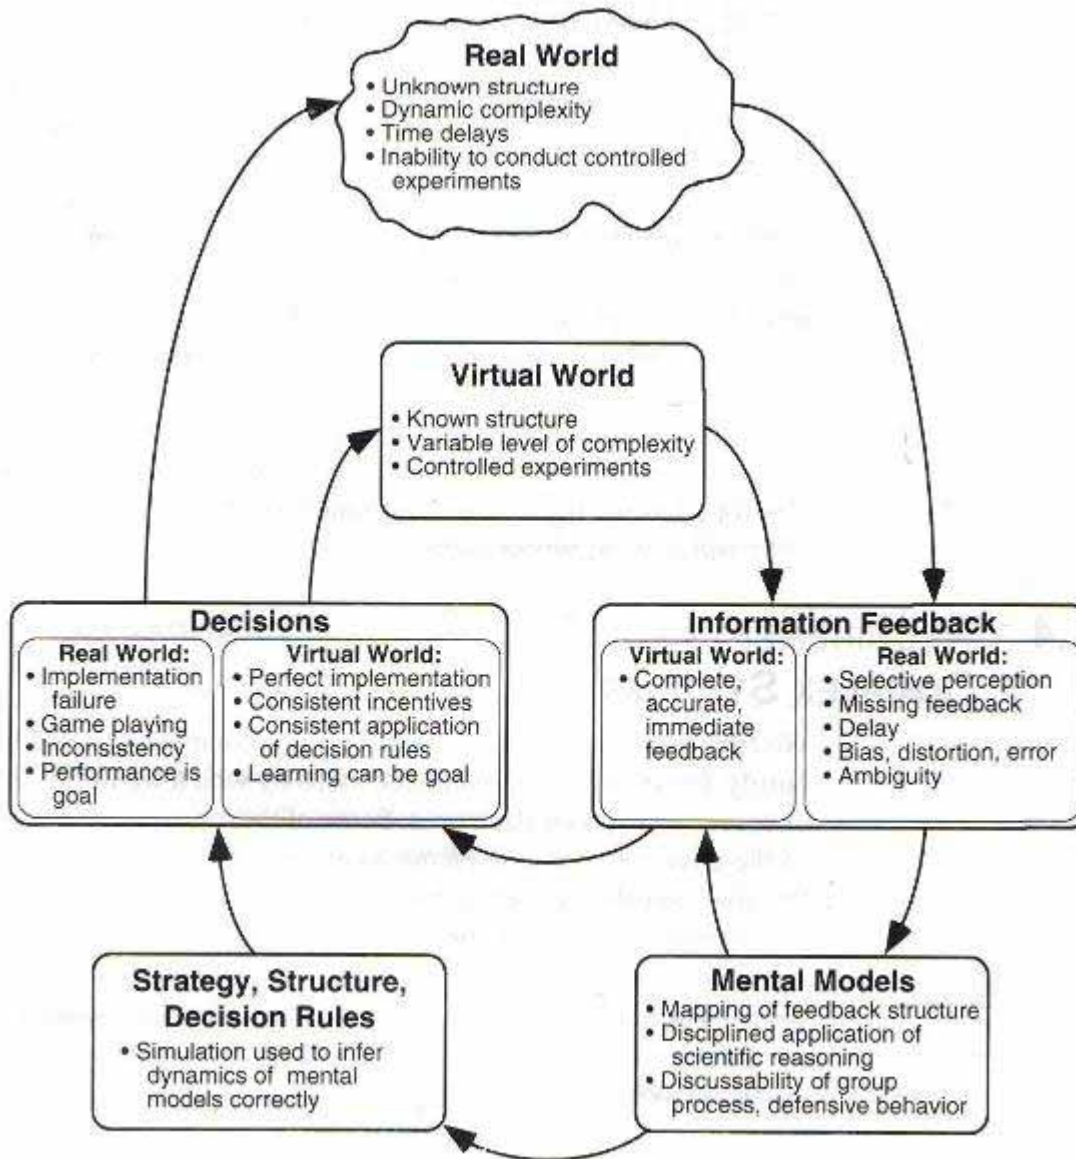 Real World
• Unknown structure
• Dynamic complexity
• Time delays
• Inability to conduct controlled
experiments
Virtual World
• Known structure
• Variable level of complexity
• Controlled experiments
Decisions
Real World:
• Implementation
failure
• Game playing
• Inconsistency
• Performance is
goal
Virtual World:
• Perfect implementation
• Consistent incentives
• Consistent application
of decision rules
• Learning can be goal
Information Feedback
Virtual World:
• Complete,
accurate,
immediate
feedback
Real World:
• Selective perception
• Missing feedback
• Delay
• Bias, distortion, error
• Ambiguity
Strategy, Structure,
Decision Rules
• Simulation used to infer
dynamics of mental
models correctly
Mental Models
• Mapping of feedback structure
• Disciplined application of
scientific reasoning
• Discussability of group
process, defensive behavior